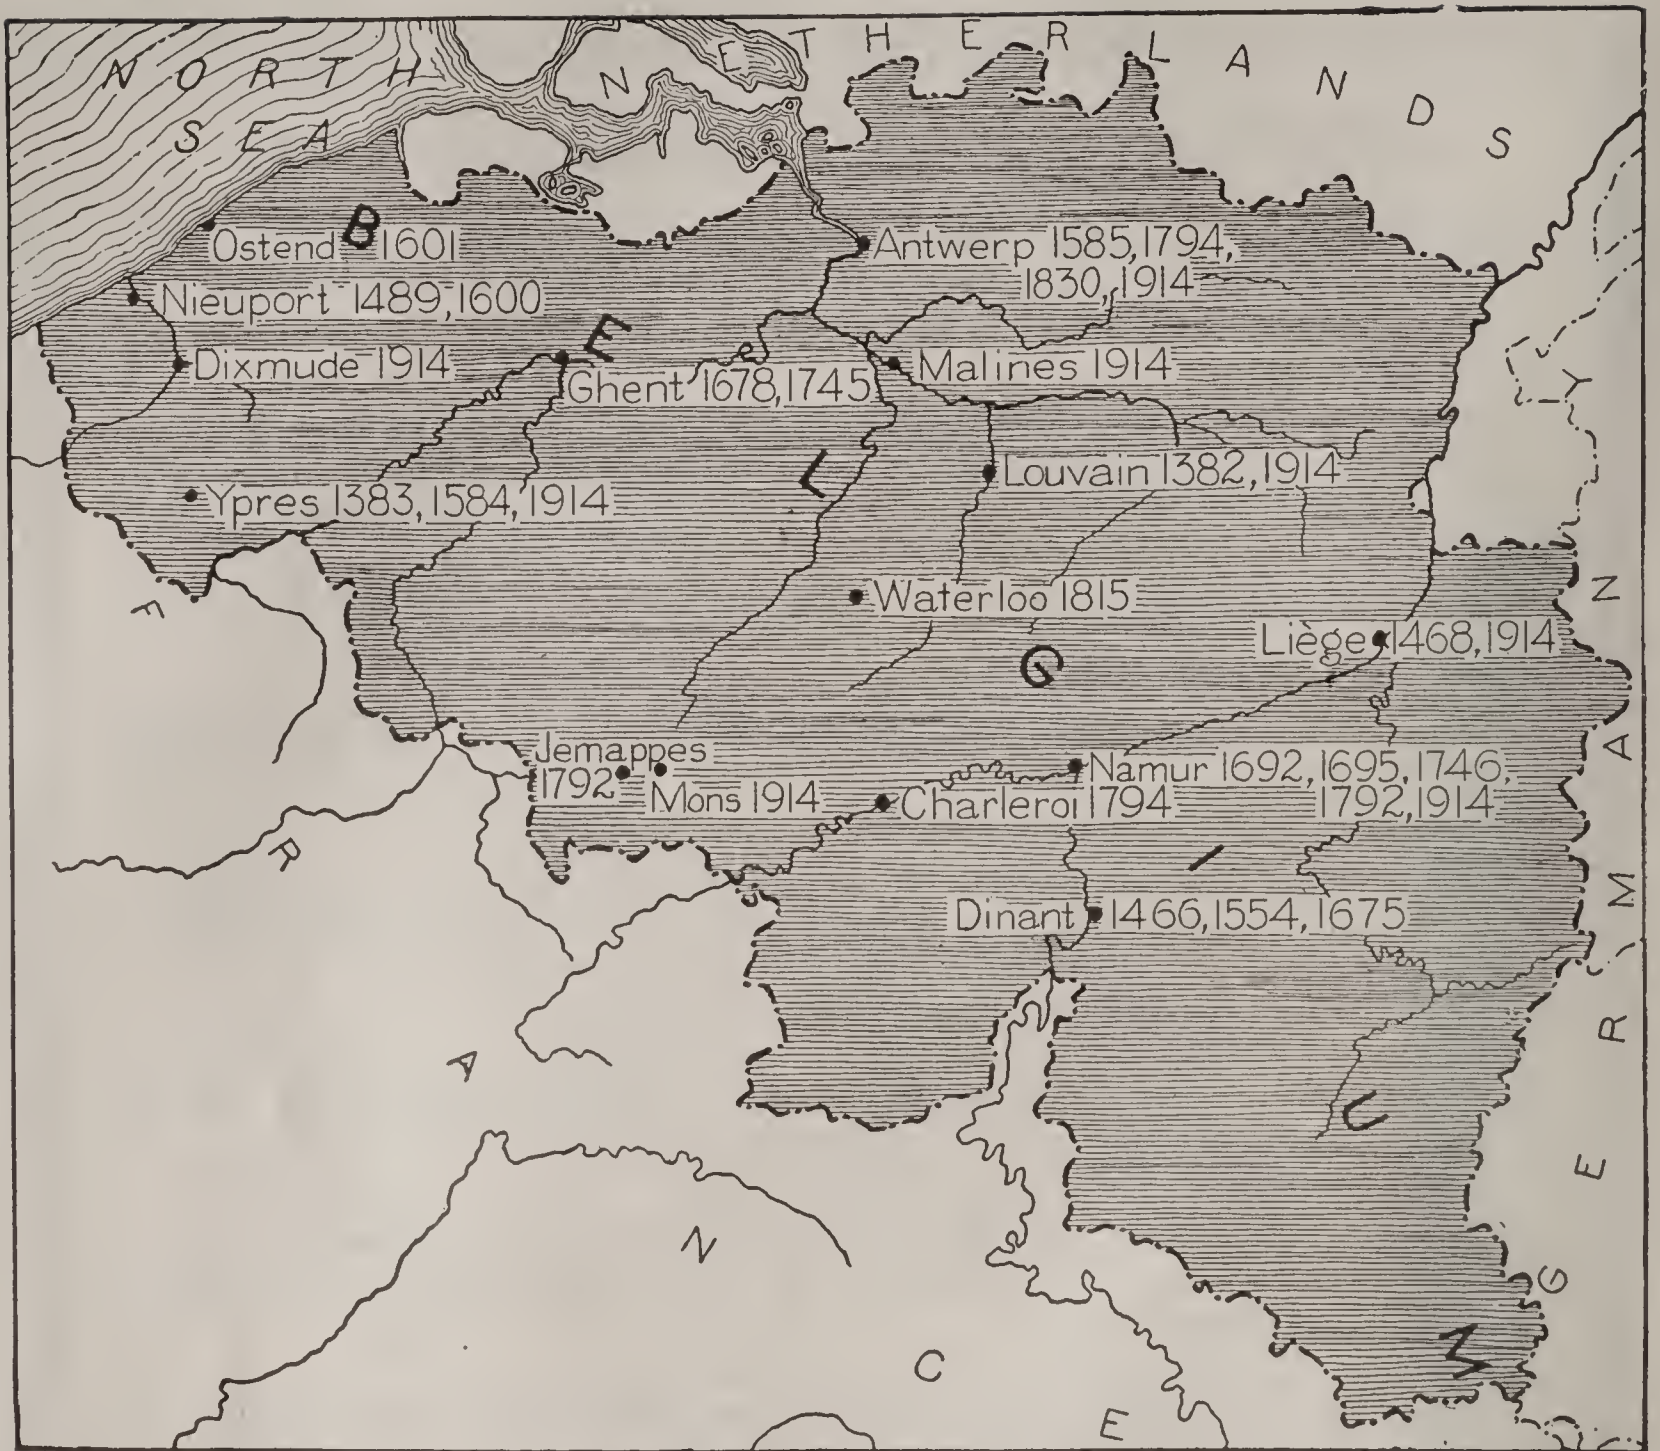 NORTH
SEA
NETHERLANDS
BELGIUM
GERMANY
FRANCE
Ostend 1601
Nieuport 1489, 1600
Dixmude 1914
Ypres 1383, 1584, 1914
Ghent 1678, 1745
Antwerp 1585, 1794,
1830, 1914
Malines 1914
Louvain 1382, 1914
Waterloo 1815
Liège 1468, 1914
Jemappes
1792
Mons 1914
Charleroi 1794
Namur 1692, 1695, 1746,
1792, 1914
Dinant 1466, 1554, 1675